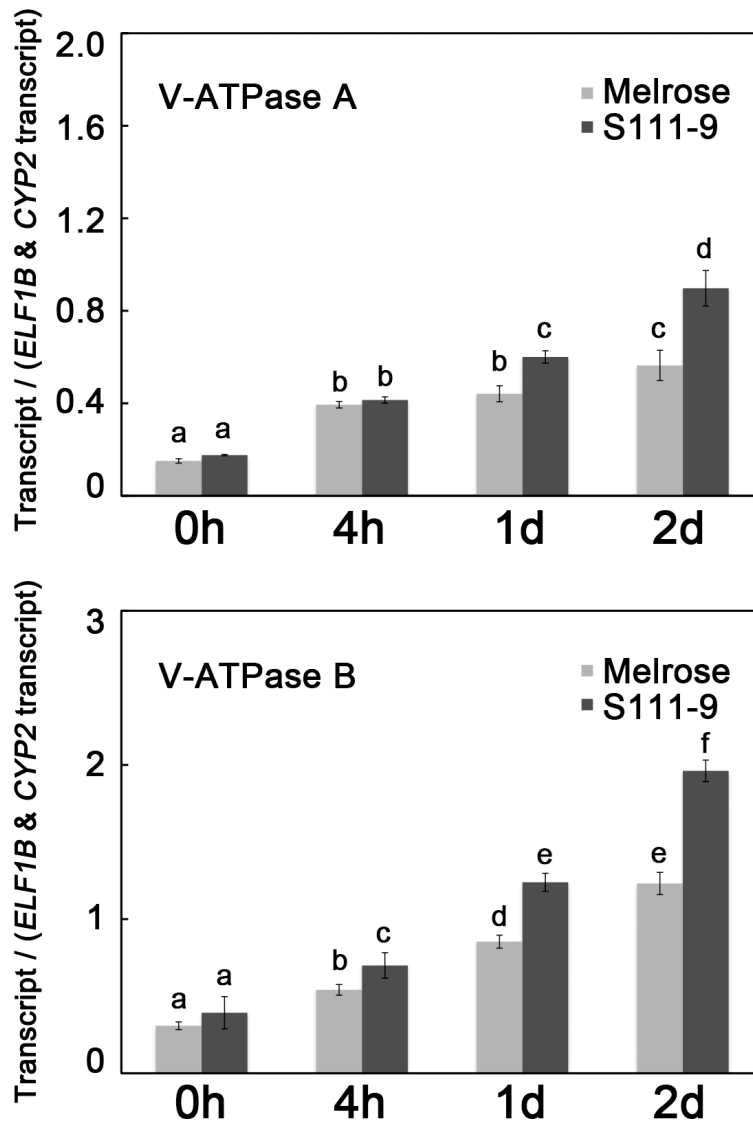 2.0
V-ATPase A
Melrose
S111-9
1.6
1.2
d
0.8
c
b
c
b
b
0.4
a
a
0
Transcript / (ELF1B & CYP2 transcript)
0h
4h
1d
2d
3
V-ATPase B
Melrose
S111-9
f
2
e
e
d
1
c
b
a
a
0
Transcript / (ELF1B & CYP2 transcript)
0h
4h
1d
2d